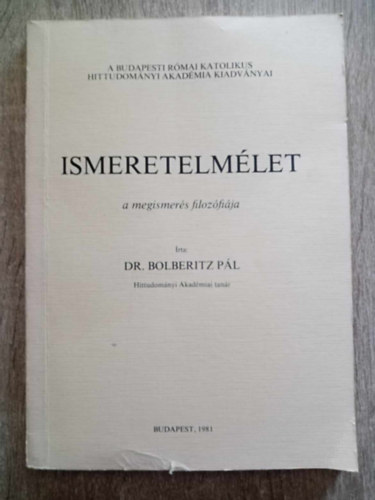 A BUDAPESTI RÓMAI KATOLIKUS
HITTUDOMÁNYI AKADÉMIA KIADVÁNYAI
ISMERETELMÉLET
a megismerés filozófiája
Írta:
DR. BOLBERITZ PÁL
Hittudományi Akadémiai tanár
BUDAPEST, 1981